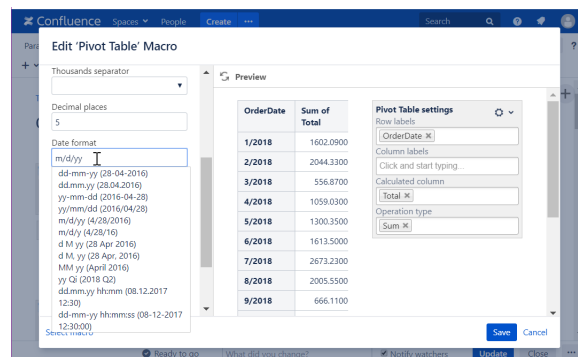 Confluence Spaces People Create ··· Search
Edit 'Pivot Table' Macro
Thousands separator
Decimal places
5
Date format
m/d/yy
dd-mm-yy (28-04-2016)
dd.mm.yy (28.04.2016)
yy-mm-dd (2016-04-28)
yy/mm/dd (2016/04/28)
m/d/yy (4/28/2016)
m/d/y (4/28/16)
d M yy (28 Apr 2016)
d M, yy (28 Apr, 2016)
MM yy (April 2016)
yy Qi (2018 Q2)
dd.mm.yy hh:mm (08.12.2017
12:30)
dd-mm-yy hh:mm:ss (08-12-2017
12:30:00)
Select macro
Preview
OrderDate Sum of
Total
1/2018 1602.0900
2/2018 2044.3300
3/2018 556.8700
4/2018 1059.0300
5/2018 1300.3500
6/2018 1613.5000
7/2018 2673.2300
8/2018 2005.5500
9/2018 666.1100
Pivot Table settings
Row labels
OrderDate ×
Column labels
Click and start typing...
Calculated column
Total ×
Operation type
Sum ×
Save Cancel
Ready to go What did you change? Notify watchers Update Close ···